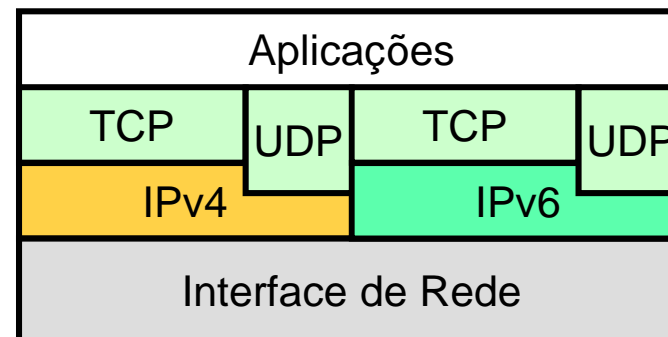 Aplicações
TCP UDP TCP UDP
IPv4 IPv6
Interface de Rede